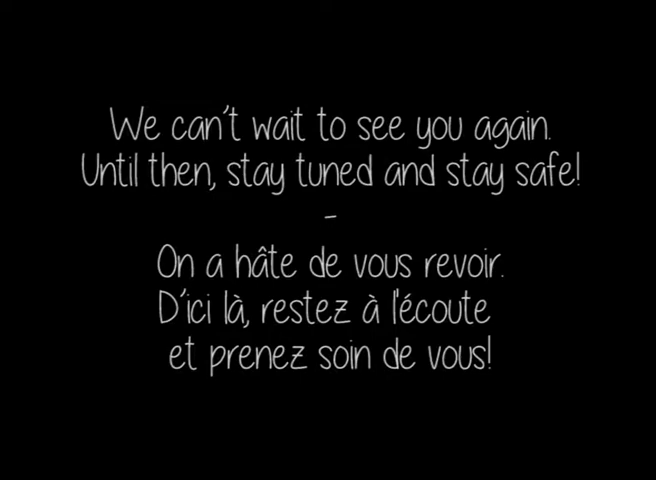 We can't wait to see you again.
Until then, stay tuned and stay safe!
-
On a hâte de vous revoir.
D'ici là, restez à l'écoute
et prenez soin de vous!